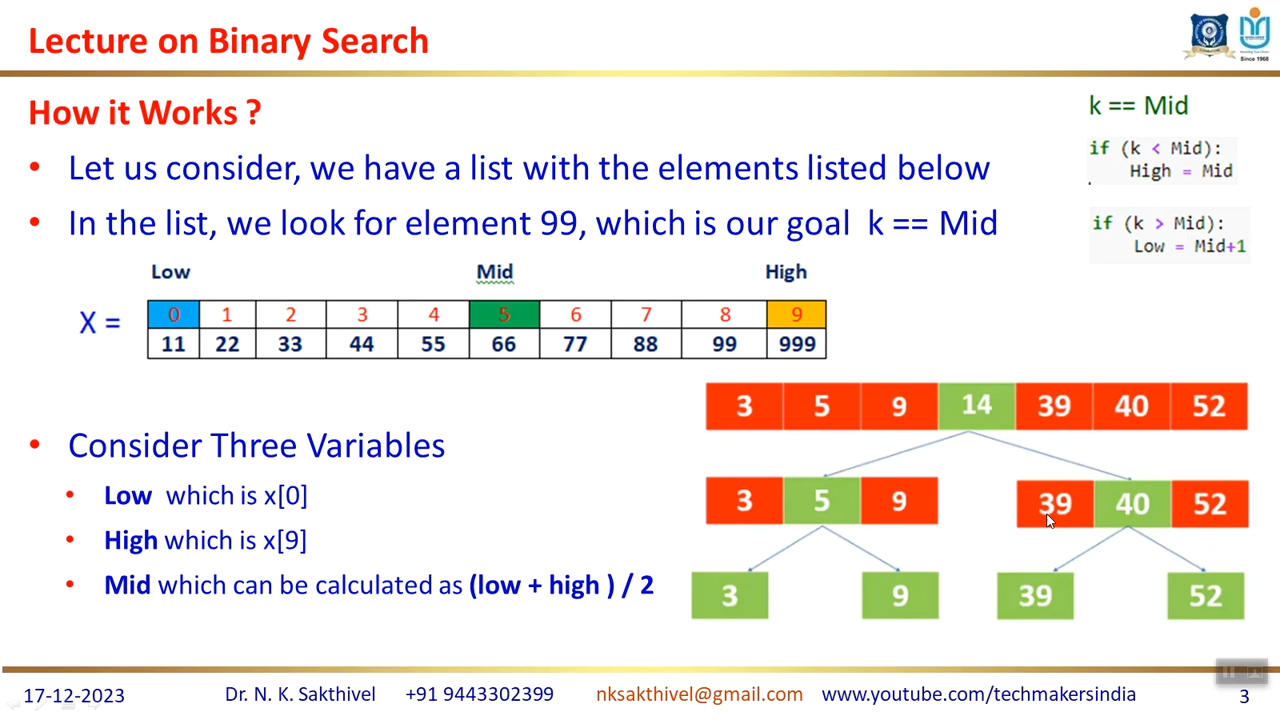 Lecture on Binary Search
Since 1968
How it Works ?
k == Mid
• Let us consider, we have a list with the elements listed below
if (k < Mid):
High = Mid
• In the list, we look for element 99, which is our goal k == Mid
if (k > Mid):
Low = Mid+1
Low Mid High
X =
0 1 2 3 4 5 6 7 8 9
11 22 33 44 55 66 77 88 99 999
3 5 9 14 39 40 52
• Consider Three Variables
• Low which is x[0]
3 5 9 39 40 52
• High which is x[9]
• Mid which can be calculated as (low + high ) / 2
3 9 39 52
17-12-2023 Dr. N. K. Sakthivel +91 9443302399 nksakthivel@gmail.com www.youtube.com/techmakersindia 3